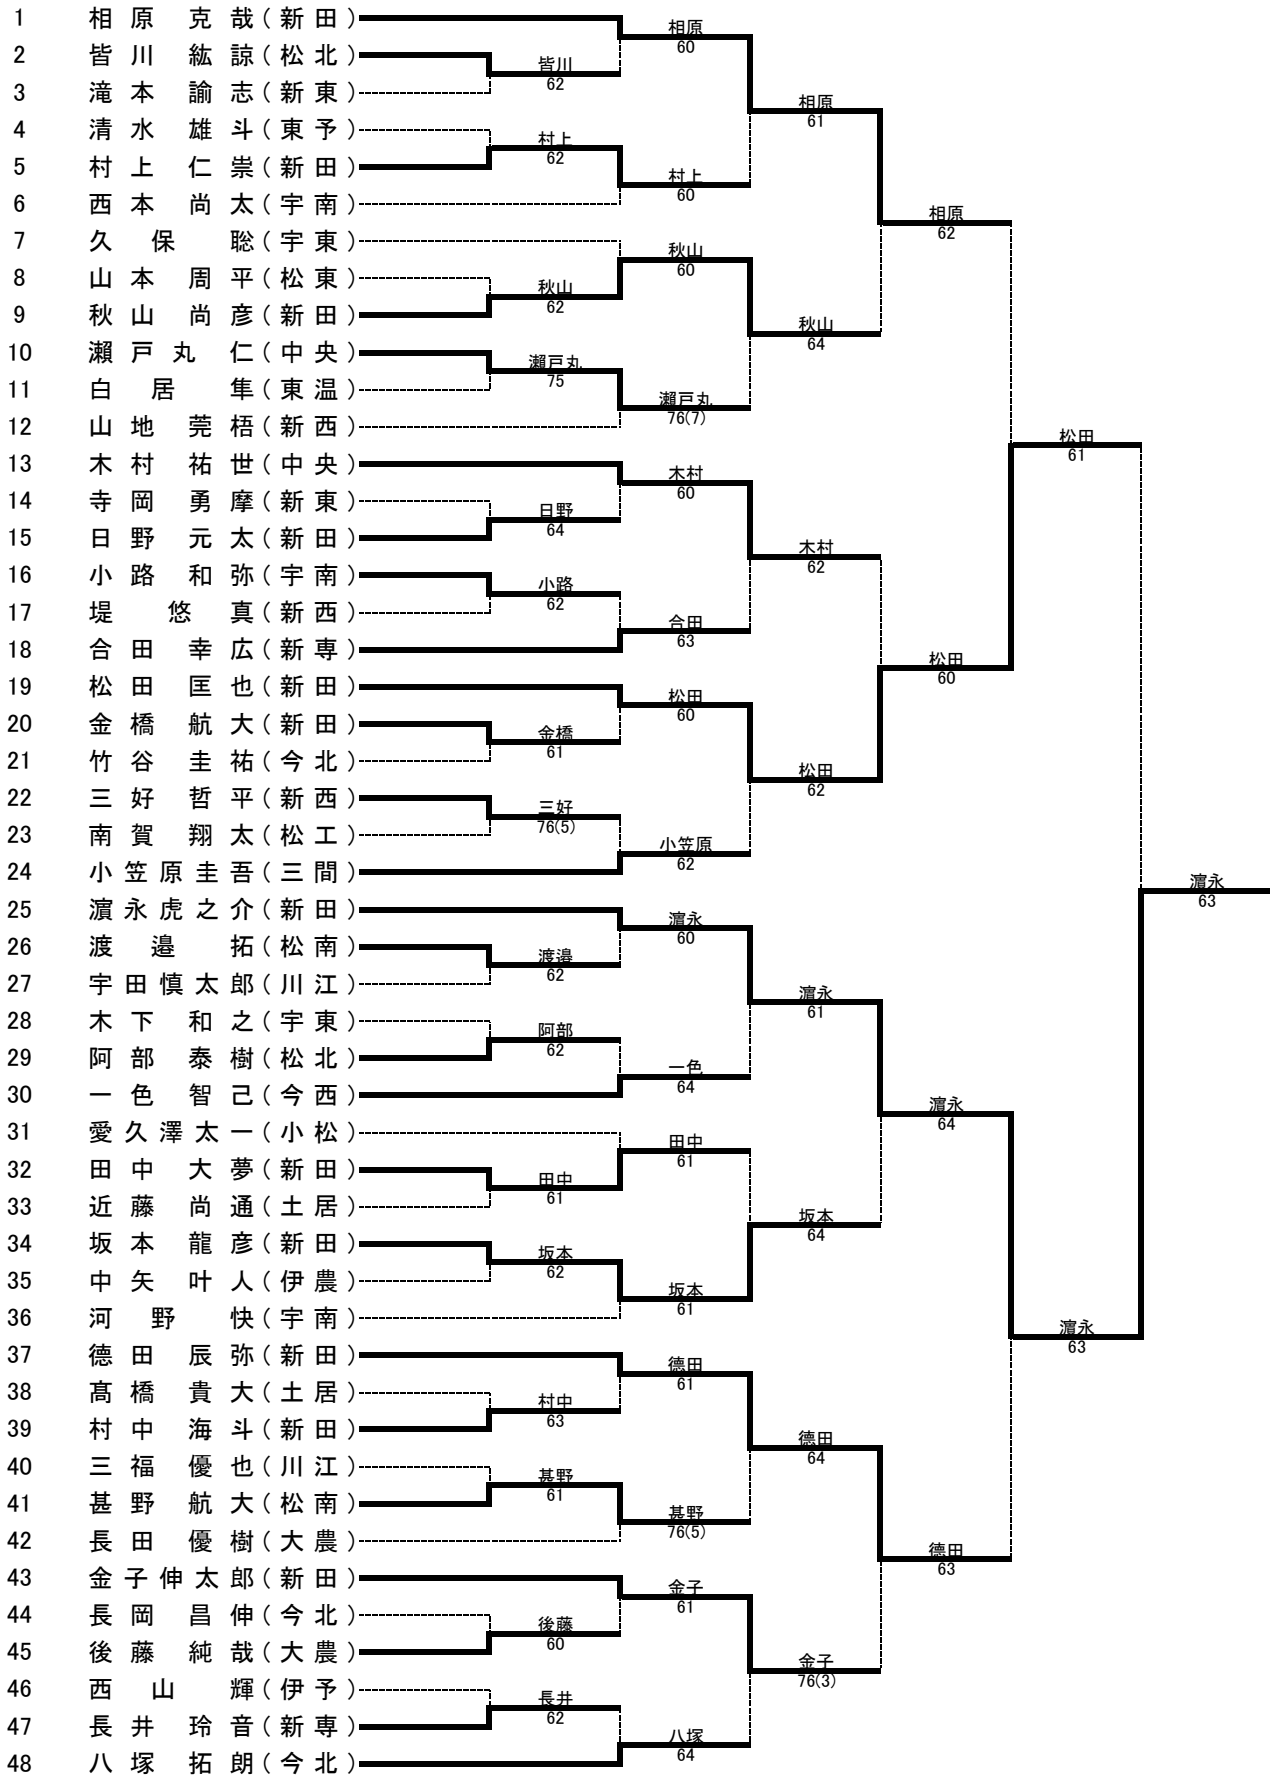 1 相原 克哉(新田)
2 皆川 紘諒(松北)
3 滝本 諭志(新東)
4 清水 雄斗(東予)
5 村上 仁崇(新田)
6 西本 尚太(宇南)
7 久保 聡(宇東)
8 山本 周平(松東)
9 秋山 尚彦(新田)
10 瀬戸丸 仁(中央)
11 白居 隼(東温)
12 山地 莞梧(新西)
13 木村 祐世(中央)
14 寺岡 勇摩(新東)
15 日野 元太(新田)
16 小路 和弥(宇南)
17 堤 悠真(新西)
18 合田 幸広(新専)
19 松田 匡也(新田)
20 金橋 航大(新田)
21 竹谷 圭祐(今北)
22 三好 哲平(新西)
23 南賀 翔太(松工)
24 小笠原圭吾(三間)
25 濵永虎之介(新田)
26 渡邉 拓(松南)
27 宇田慎太郎(川江)
28 木下 和之(宇東)
29 阿部 泰樹(松北)
30 一色 智己(今西)
31 愛久澤太一(小松)
32 田中 大夢(新田)
33 近藤 尚通(土居)
34 坂本 龍彦(新田)
35 中矢 叶人(伊農)
36 河野 快(宇南)
37 德田 辰弥(新田)
38 髙橋 貴大(土居)
39 村中 海斗(新田)
40 三福 優也(川江)
41 甚野 航大(松南)
42 長田 優樹(大農)
43 金子伸太郎(新田)
44 長岡 昌伸(今北)
45 後藤 純哉(大農)
46 西山 輝(伊予)
47 長井 玲音(新専)
48 八塚 拓朗(今北)
皆川
62
村上
62
秋山
62
瀬戸丸
75
日野
64
小路
62
金橋
61
三好
76(5)
渡邉
62
阿部
62
田中
61
坂本
62
村中
63
甚野
61
後藤
60
長井
62
相原
60
村上
60
秋山
60
瀬戸丸
76(7)
木村
60
合田
63
松田
60
小笠原
62
濵永
60
一色
64
田中
61
坂本
61
德田
61
甚野
76(5)
金子
61
八塚
64
相原
61
秋山
64
木村
62
松田
62
濵永
61
坂本
64
德田
64
金子
76(3)
相原
62
松田
60
濵永
64
德田
63
松田
61
濵永
63
濵永
63